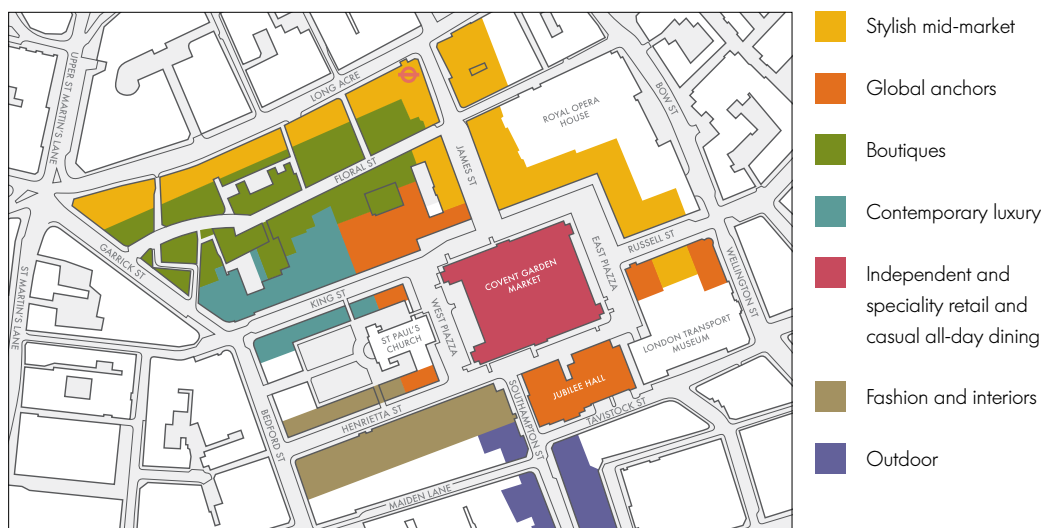 UPPER ST MARTIN'S LANE
LONG ACRE
ROYAL OPERA
HOUSE
BOW ST
JAMES ST
FLORAL ST
GARRICK ST
ST MARTIN'S LANE
KING ST
COVENT GARDEN
MARKET
EAST PIAZZA
RUSSELL ST
WELLINGTON ST
WEST PIAZZA
ST PAUL'S
CHURCH
LONDON TRANSPORT
MUSEUM
JUBILEE HALL
SOUTHAMPTON ST
TAVISTOCK ST
HENRIETTA ST
BEDFORD ST
MAIDEN LANE
Stylish mid-market
Global anchors
Boutiques
Contemporary luxury
Independent and
speciality retail and
casual all-day dining
Fashion and interiors
Outdoor